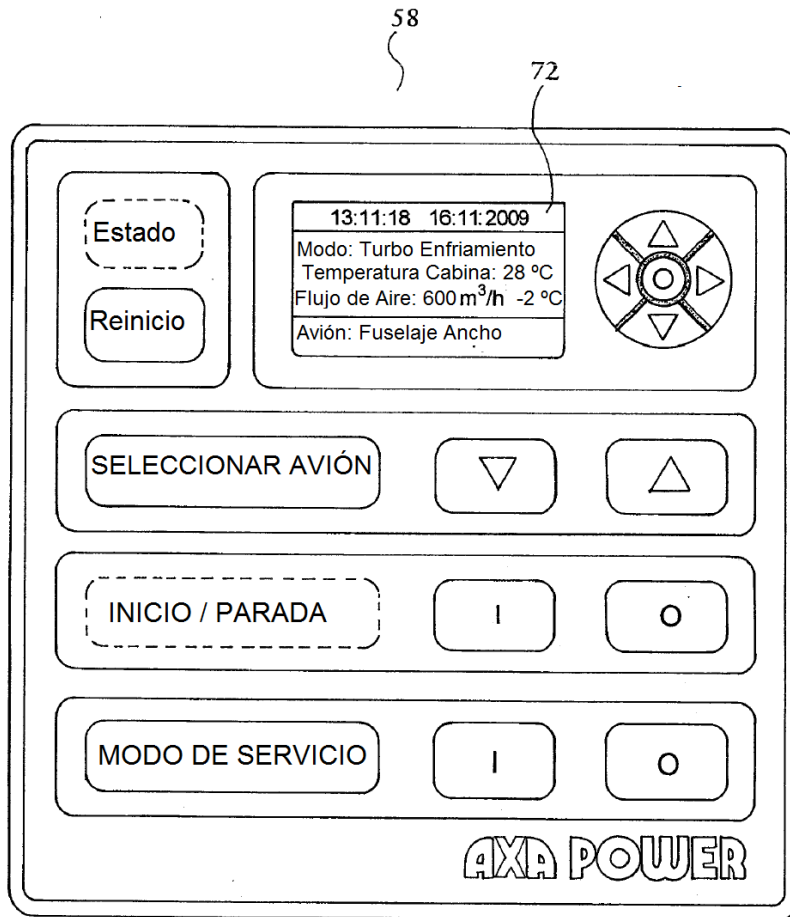 58
72
Estado
Reinicio
13:11:18 16:11:2009
Modo: Turbo Enfriamiento
Temperatura Cabina: 28 ºC
Flujo de Aire: 600 m³/h -2 ºC
Avión: Fuselaje Ancho
SELECCIONAR AVIÓN
INICIO / PARADA
I
O
MODO DE SERVICIO
I
O
AXA POWER